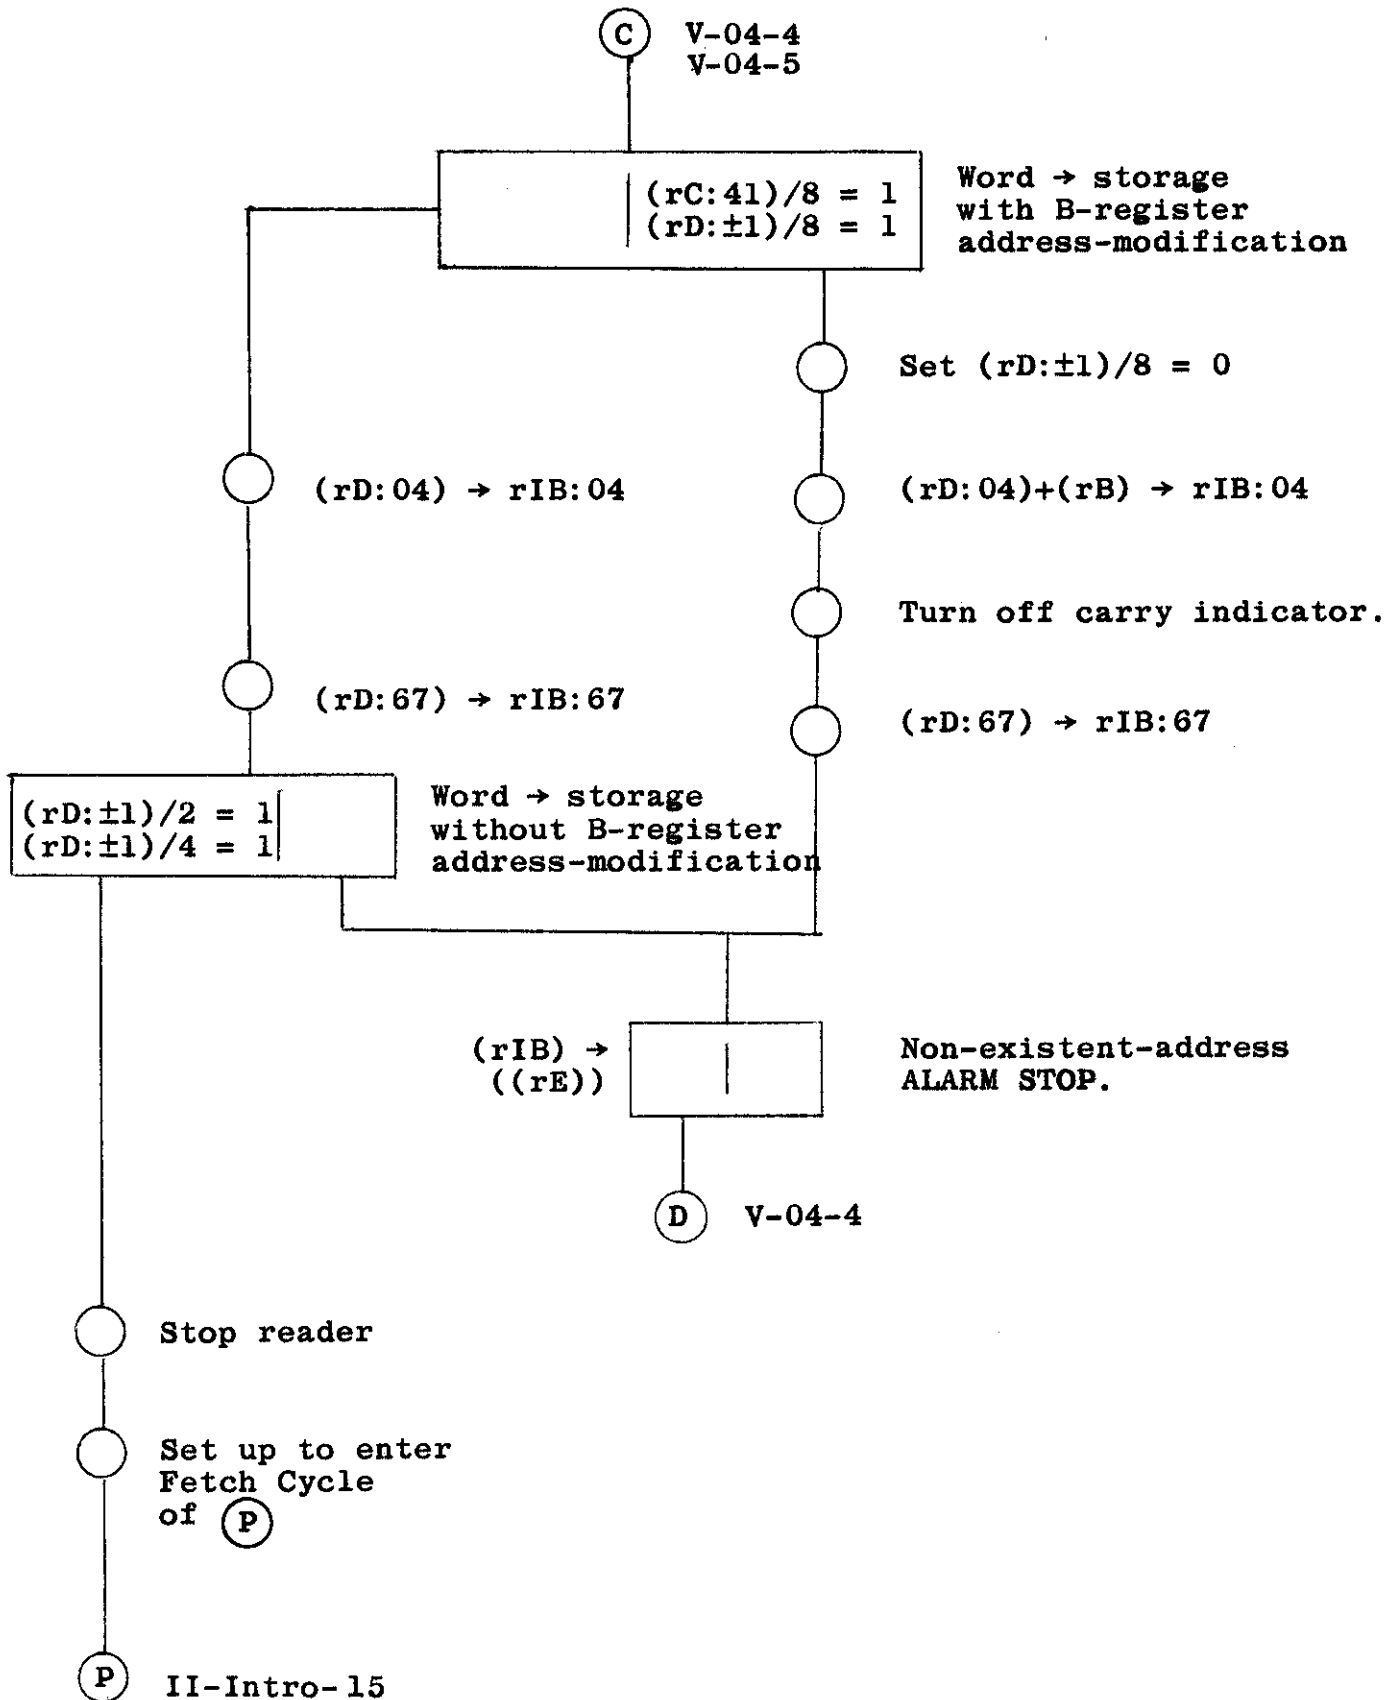 C V-04-4
V-04-5
(rC:41)/8 = 1
(rD:±1)/8 = 1
Word → storage
with B-register
address-modification
Set (rD:±1)/8 = 0
(rD:04) → rIB:04
(rD:04)+(rB) → rIB:04
Turn off carry indicator.
(rD:67) → rIB:67
(rD:67) → rIB:67
(rD:±1)/2 = 1
(rD:±1)/4 = 1
Word → storage
without B-register
address-modification
(rIB) →
((rE))
Non-existent-address
ALARM STOP.
D V-04-4
Stop reader
Set up to enter
Fetch Cycle
of P
P II-Intro-15